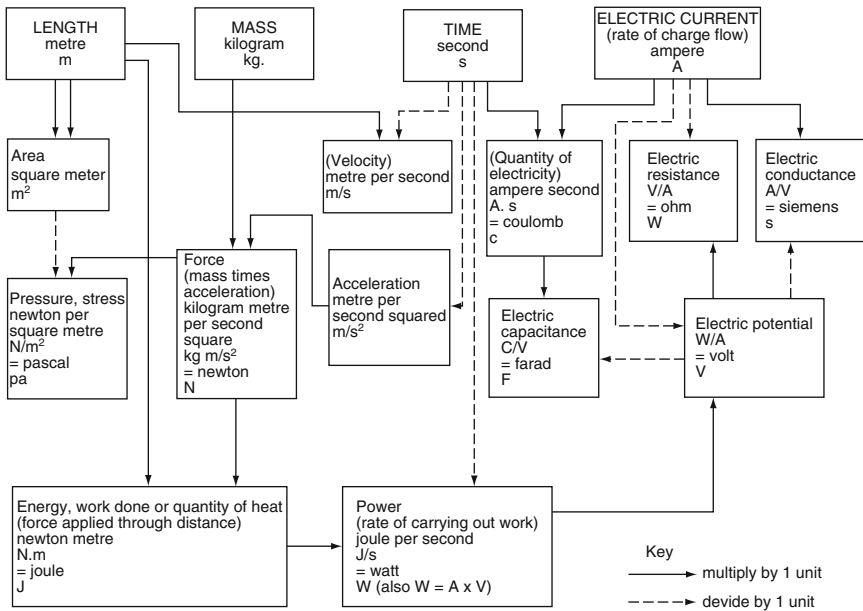 LENGTH
metre
m
MASS
kilogram
kg.
TIME
second
s
ELECTRIC CURRENT
(rate of charge flow)
ampere
A
Area
square meter
m²
(Velocity)
metre per second
m/s
(Quantity of
electricity)
ampere second
A. s
= coulomb
c
Electric
resistance
V/A
= ohm
W
Electric
conductance
A/V
= siemens
s
Pressure, stress
newton per
square metre
N/m²
= pascal
pa
Force
(mass times
acceleration)
kilogram metre
per second
square
kg m/s²
= newton
N
Acceleration
metre per
second squared
m/s²
Electric
capacitance
C/V
= farad
F
Electric potential
W/A
= volt
V
Energy, work done or quantity of heat
(force applied through distance)
newton metre
N.m
= joule
J
Power
(rate of carrying out work)
joule per second
J/s
= watt
W (also W = A x V)
Key
multiply by 1 unit
devide by 1 unit